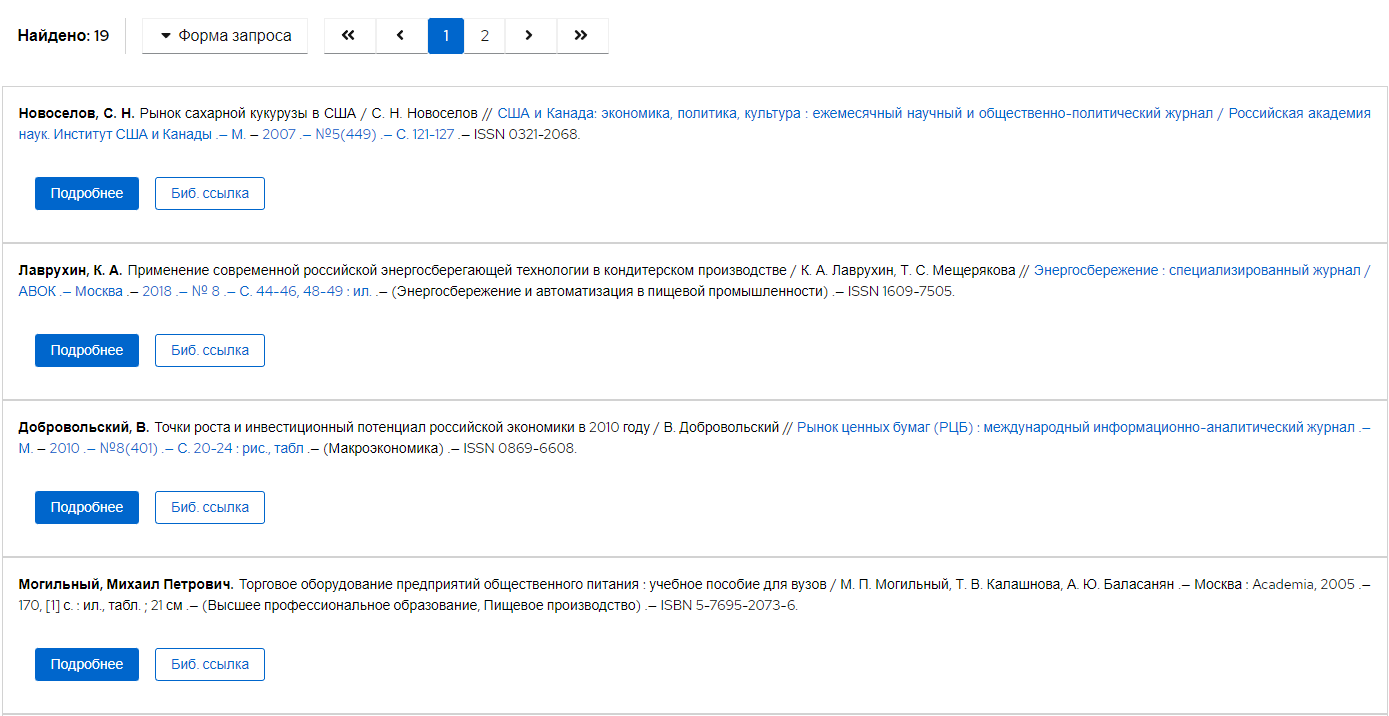 Найдено: 19
Форма запроса
1
2
Новоселов, С. Н. Рынок сахарной кукурузы в США / С. Н. Новоселов // США и Канада: экономика, политика, культура : ежемесячный научный и общественно-политический журнал / Российская академия
наук. Институт США и Канады .— М. — 2007 .— №5(449) .— С. 121-127 .— ISSN 0321-2068.
Подробнее
Биб. ссылка
Лаврухин, К. А. Применение современной российской энергосберегающей технологии в кондитерском производстве / К. А. Лаврухин, Т. С. Мещерякова // Энергосбережение : специализированный журнал /
АВОК .— Москва .— 2018 .— № 8 .— С. 44-46, 48-49 : ил. .— (Энергосбережение и автоматизация в пищевой промышленности) .— ISSN 1609-7505.
Подробнее
Биб. ссылка
Добровольский, В. Точки роста и инвестиционный потенциал российской экономики в 2010 году / В. Добровольский // Рынок ценных бумаг (РЦБ) : международный информационно-аналитический журнал .—
М. — 2010 .— №8(401) .— С. 20-24 : рис., табл .— (Макроэкономика) .— ISSN 0869-6608.
Подробнее
Биб. ссылка
Могильный, Михаил Петрович. Торговое оборудование предприятий общественного питания : учебное пособие для вузов / М. П. Могильный, Т. В. Калашнова, А. Ю. Баласанян .— Москва : Academia, 2005 .—
170, [1] с. : ил., табл. ; 21 см .— (Высшее профессиональное образование, Пищевое производство) .— ISBN 5-7695-2073-6.
Подробнее
Биб. ссылка